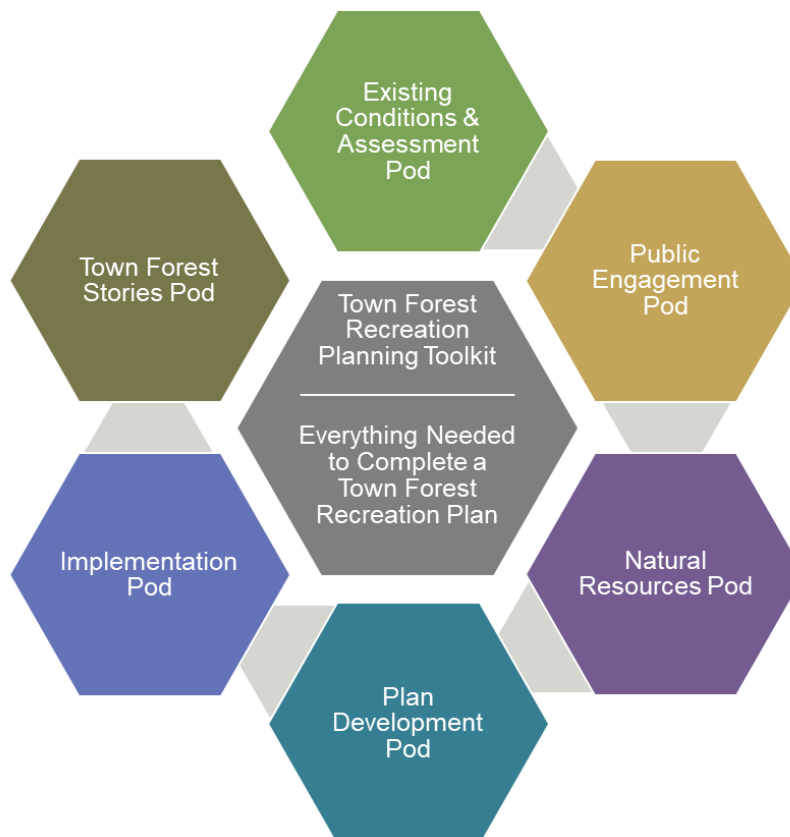 Existing
Conditions &
Assessment
Pod
Town Forest
Stories Pod
Public
Engagement
Pod
Town Forest
Recreation
Planning Toolkit
Everything Needed
to Complete a
Town Forest
Recreation Plan
Implementation
Pod
Natural
Resources Pod
Plan
Development
Pod